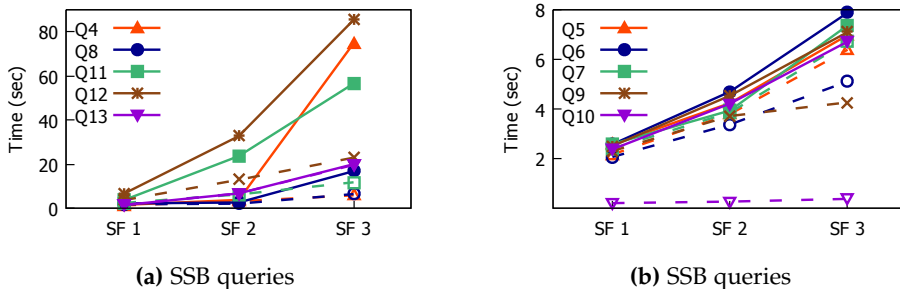 80
60
40
20
0
Time (sec)
Q4
Q8
Q11
Q12
Q13
SF 1
SF 2
SF 3
(a) SSB queries
8
6
4
2
Time (sec)
Q5
Q6
Q7
Q9
Q10
SF 1
SF 2
SF 3
(b) SSB queries